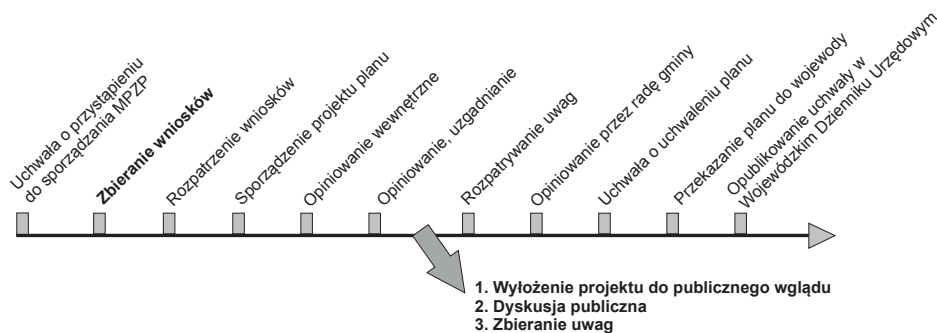 Uchwała o przystąpieniu
do sporządzania MPZP
Zbieranie wniosków
Rozpatrzenie wniosków
Sporządzenie projektu planu
Opiniowanie wewnętrzne
Opiniowanie, uzgadnianie
Rozpatrywanie uwag
Opiniowanie przez radę gminy
Uchwała o uchwaleniu planu
Przekazanie planu do wojewody
Opublikowanie uchwały w
Wojewódzkim Dzienniku Urzędowym
1. Wyłożenie projektu do publicznego wglądu
2. Dyskusja publiczna
3. Zbieranie uwag